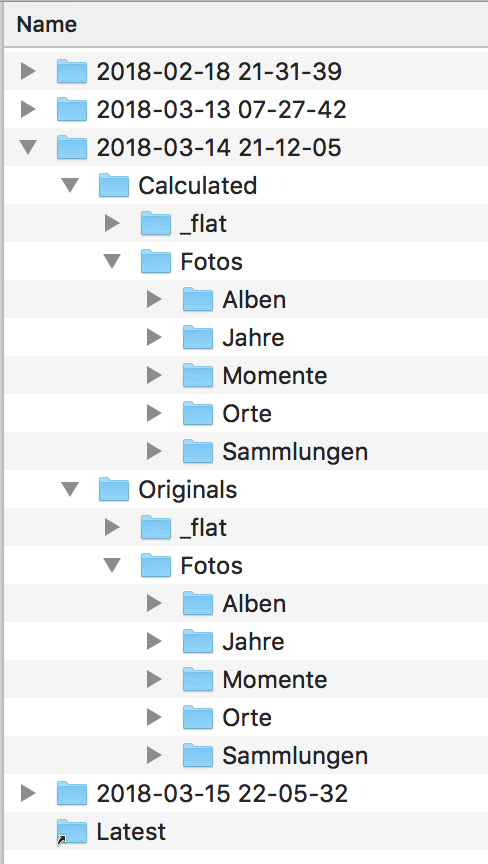 Name
2018-02-18 21-31-39
2018-03-13 07-27-42
2018-03-14 21-12-05
Calculated
_flat
Fotos
Alben
Jahre
Momente
Orte
Sammlungen
Originals
_flat
Fotos
Alben
Jahre
Momente
Orte
Sammlungen
2018-03-15 22-05-32
Latest